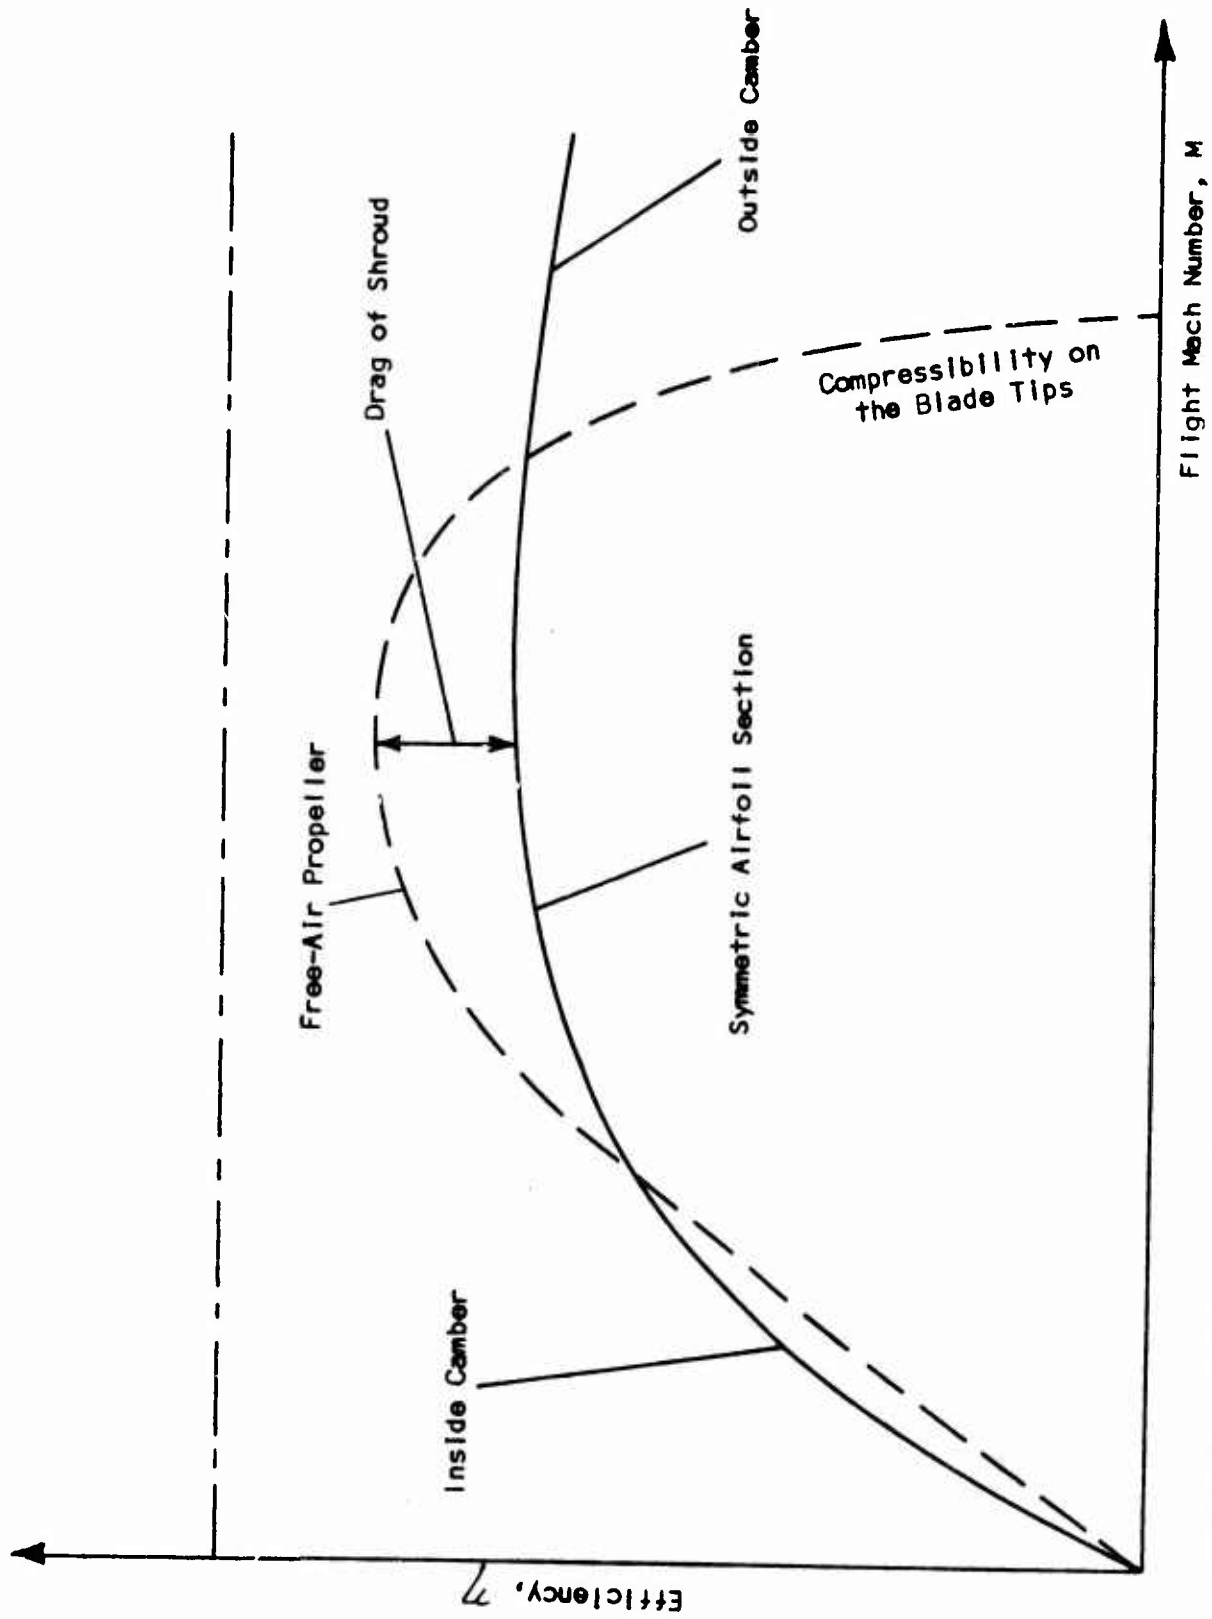 Efficiency, η
Free-Air Propeller
Drag of Shroud
Inside Camber
Outside Camber
Symmetric Airfoil Section
Compressibility on
the Blade Tips
Flight Mach Number, M